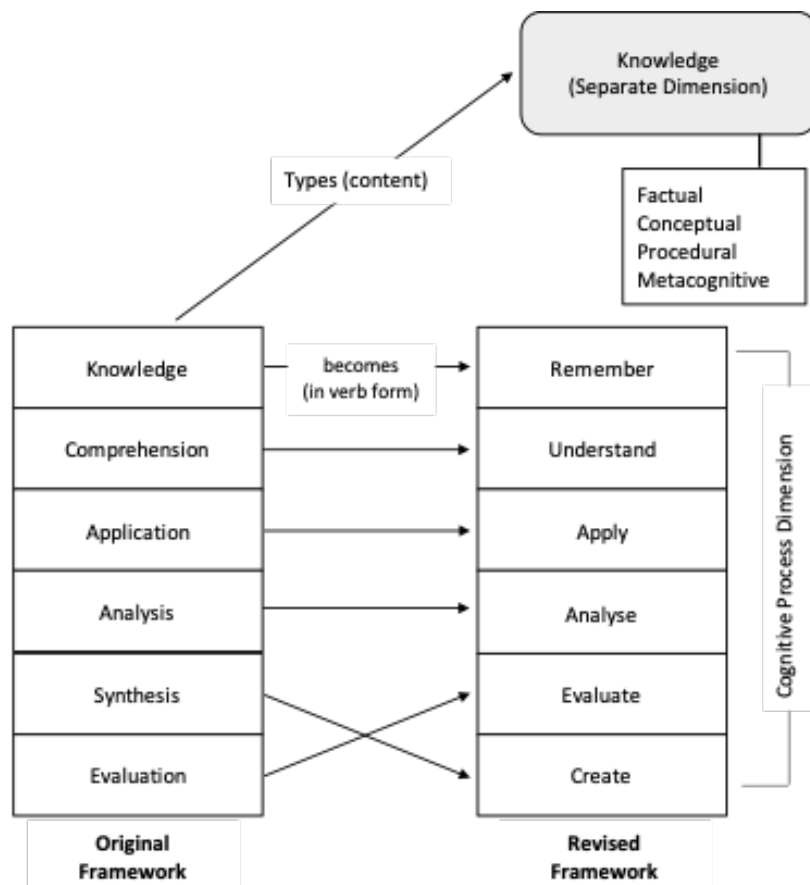 Knowledge
(Separate Dimension)
Types (content)
Factual
Conceptual
Procedural
Metacognitive
Knowledge
becomes
(in verb form)
Remember
Comprehension
Understand
Application
Apply
Analysis
Analyse
Synthesis
Evaluate
Evaluation
Create
Cognitive Process Dimension
Original
Framework
Revised
Framework